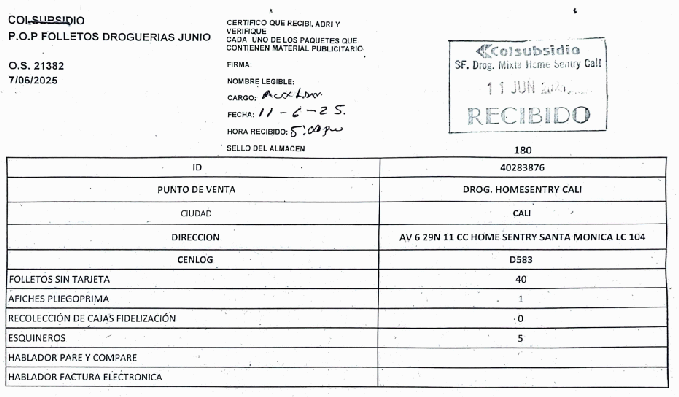 COLSUBSIDIO
P.O.P FOLLETOS DROGUERIAS JUNIO
O.S. 21382
7/06/2025
CERTIFICO QUE RECIBI, ABRI Y
VERIFIQUE
CADA UNO DE LOS PAQUETES QUE
CONTIENEN MATERIAL PUBLICITARIO
FIRMA
NOMBRE LEGIBLE:
CARGO:
FECHA: 11-6-25.
HORA RECIBIDO: 5:00 pm
SELLO DEL ALMACEN
Colsubsidio
SF. Drog. Mixta Home Sentry Cali
11 JUN
RECIBIDO
180
ID 40283876
PUNTO DE VENTA DROG. HOMESENTRY CALI
CIUDAD CALI
DIRECCION AV 6 29N 11 CC HOME SENTRY SANTA MONICA LC 104
CENLOG D583
FOLLETOS SIN TARJETA 40
AFICHES PLIEGOPRIMA 1
RECOLECCIÓN DE CAJAS FIDELIZACIÓN 0
ESQUINEROS 5
HABLADOR PARE Y COMPARE
HABLADOR FACTURA ELECTRONICA